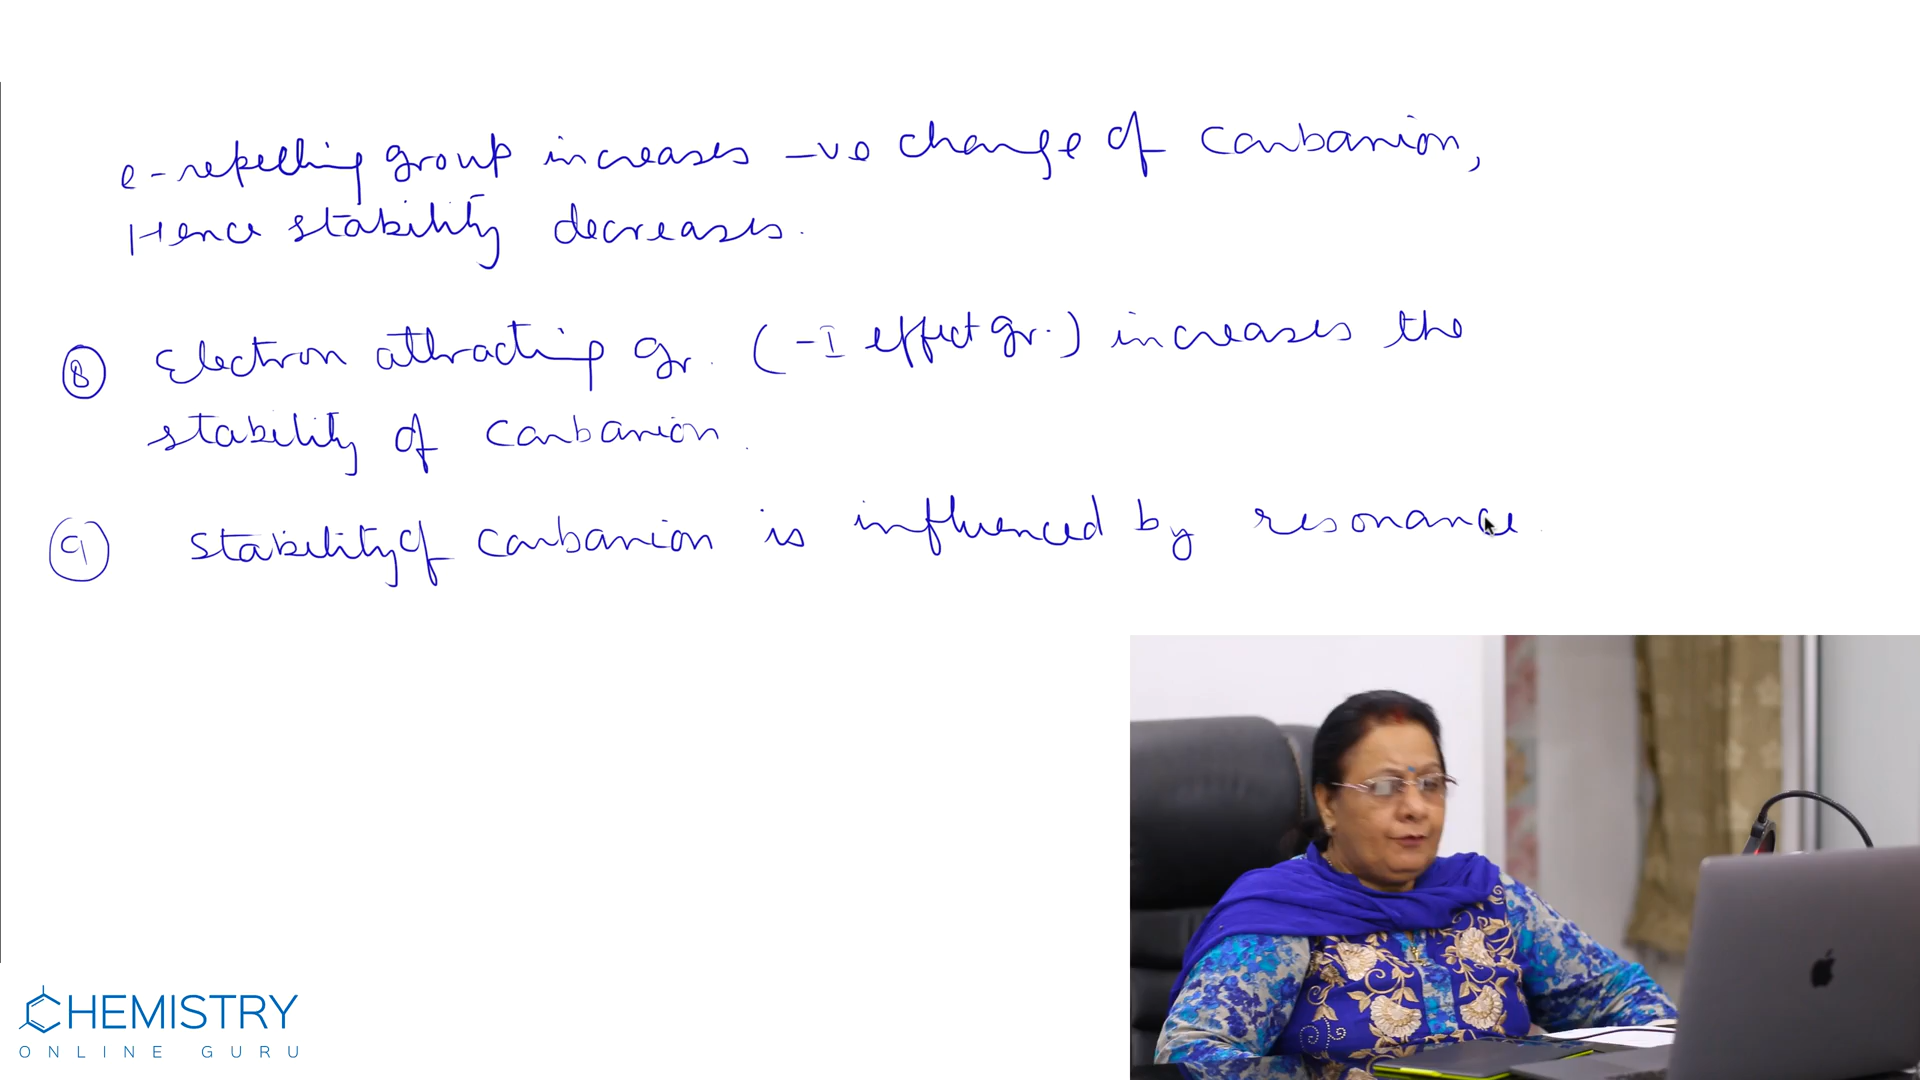 e-repelling group increases -ve charge of carbanion,
Hence stability decreases.
⑧ Electron attracting gr. (-I effect gr.) increases the
stability of carbanion.
⑨ stability of carbanion is influenced by resonance.
CHEMISTRY
ONLINE GURU